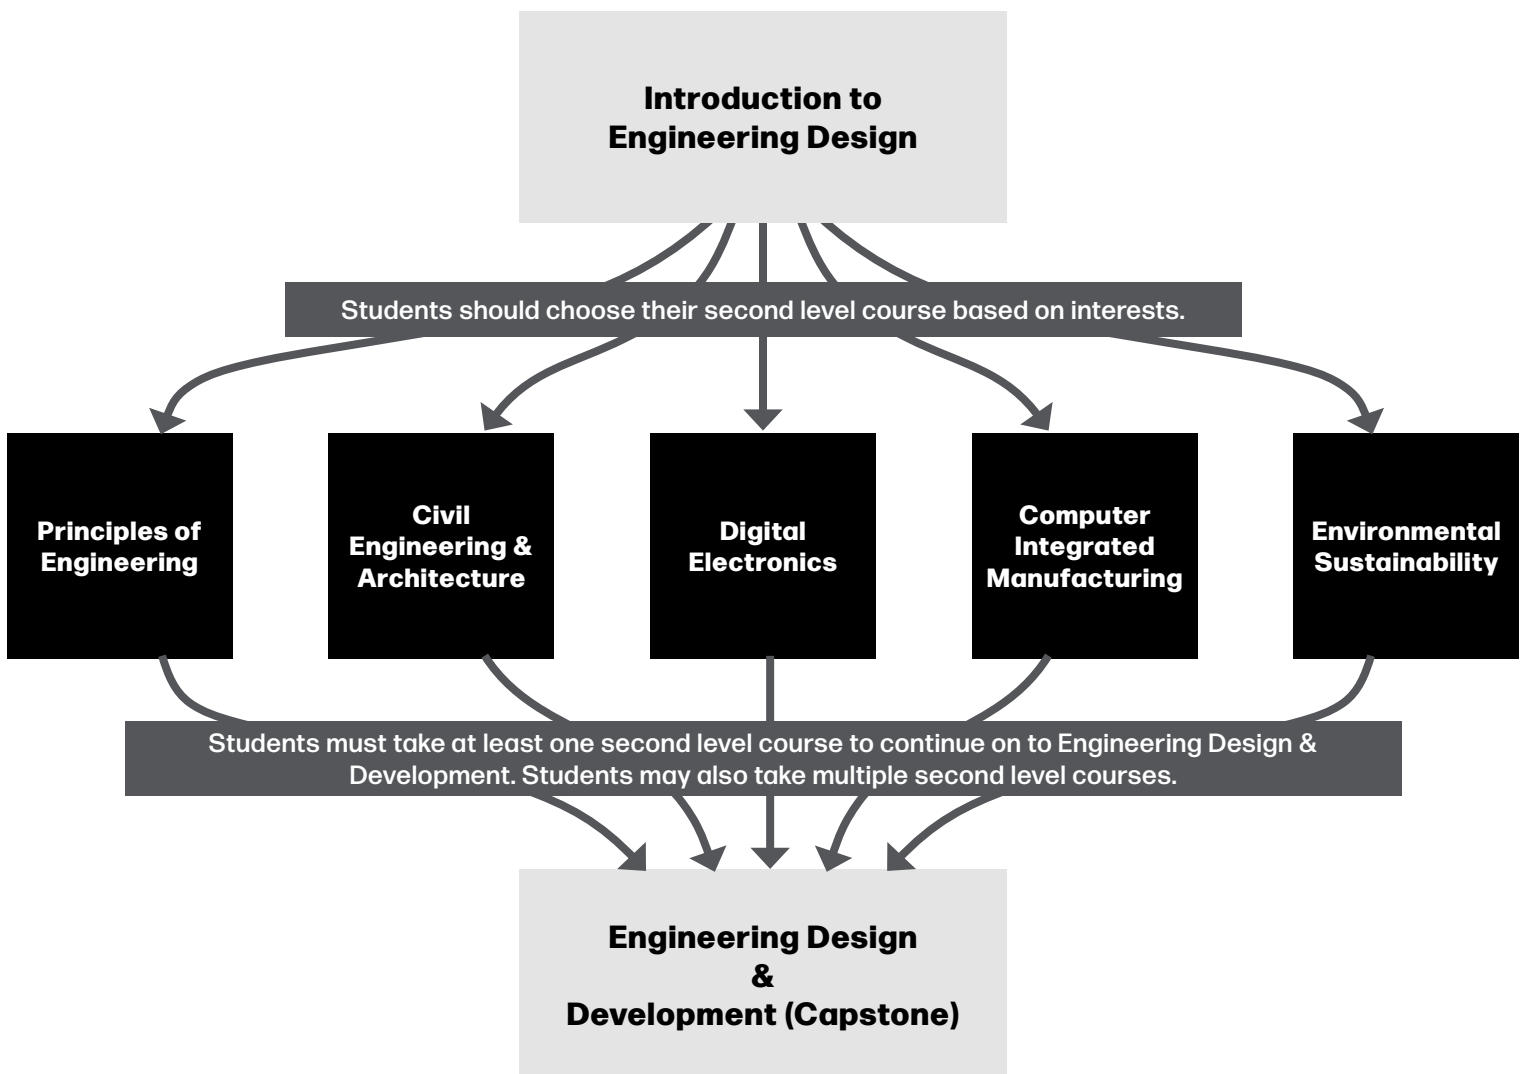 Introduction to
Engineering Design
Students should choose their second level course based on interests.
Principles of
Engineering
Civil
Engineering &
Architecture
Digital
Electronics
Computer
Integrated
Manufacturing
Environmental
Sustainability
Students must take at least one second level course to continue on to Engineering Design &
Development. Students may also take multiple second level courses.
Engineering Design
&
Development (Capstone)